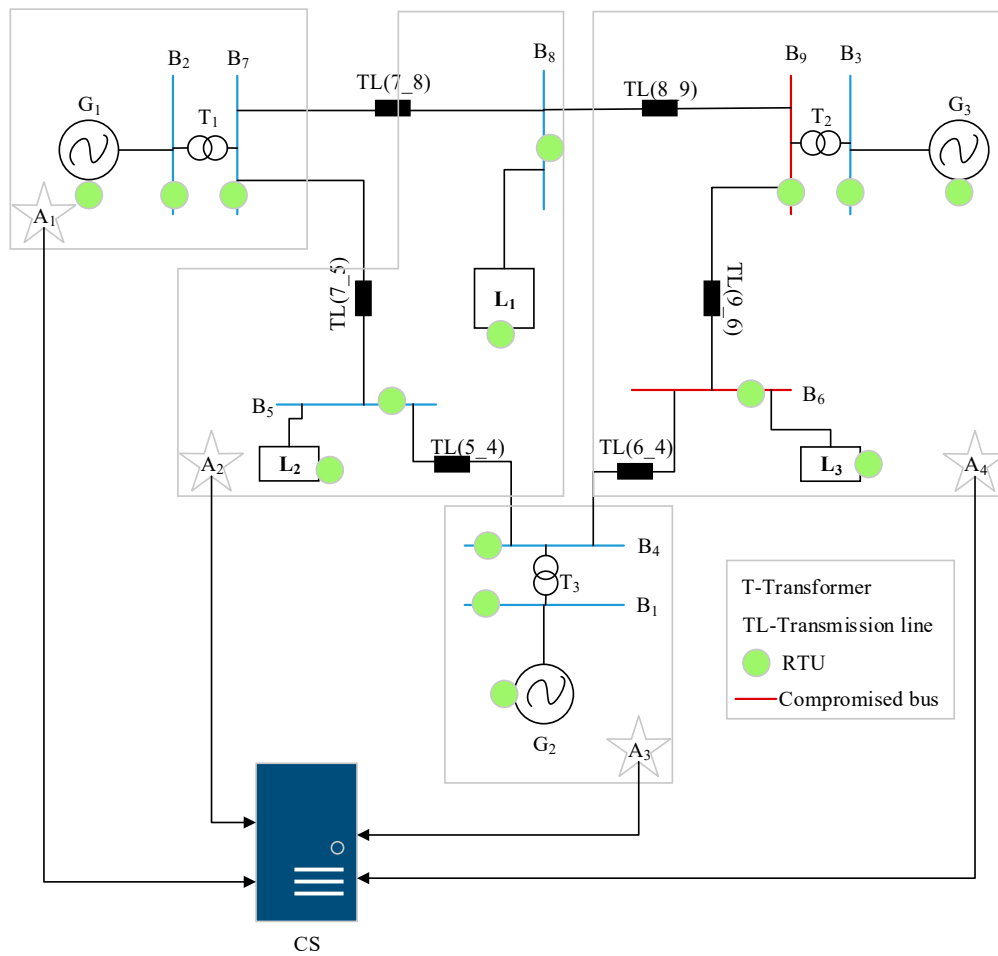 B8
B2
B7
B9
B3
TL(7_8)
TL(8_9)
G1
T1
T2
G3
A1
TL(7_5)
L1
TL(9_6)
B5
B6
L2
TL(5_4)
TL(6_4)
L3
A2
A4
B4
T3
B1
T-Transformer
TL-Transmission line
RTU
Compromised bus
G2
A3
CS